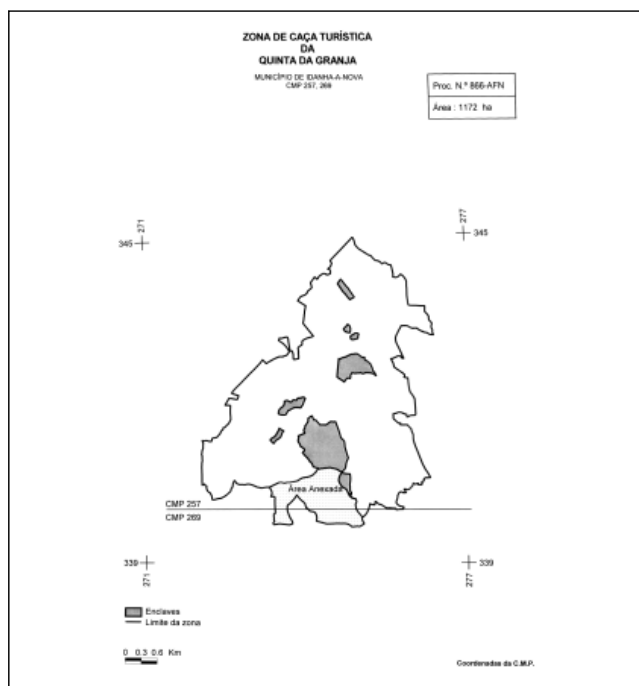 ZONA DE CAÇA TURÍSTICA
DA
QUINTA DA GRANJA
MUNICÍPIO DE IDANHA-A-NOVA
CMP 257, 269
Proc. N.º 866-AFN
Área : 1172 ha
271
345
277
345
Área Anexada
CMP 257
CMP 269
339
271
339
277
Enclaves
Limite da zona
0 0.3 0.6 Km
Coordenadas da C.M.P.